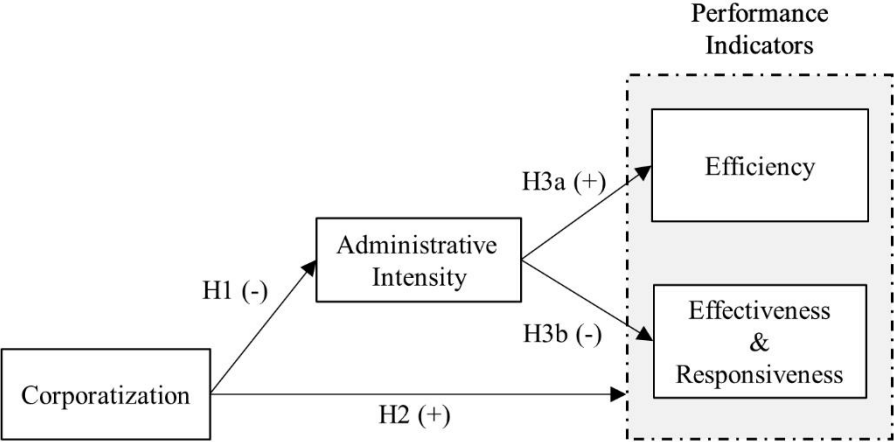 Performance
Indicators
Efficiency
H3a (+)
Administrative
Intensity
H1 (-)
H3b (-)
Effectiveness
&
Responsiveness
Corporatization
H2 (+)